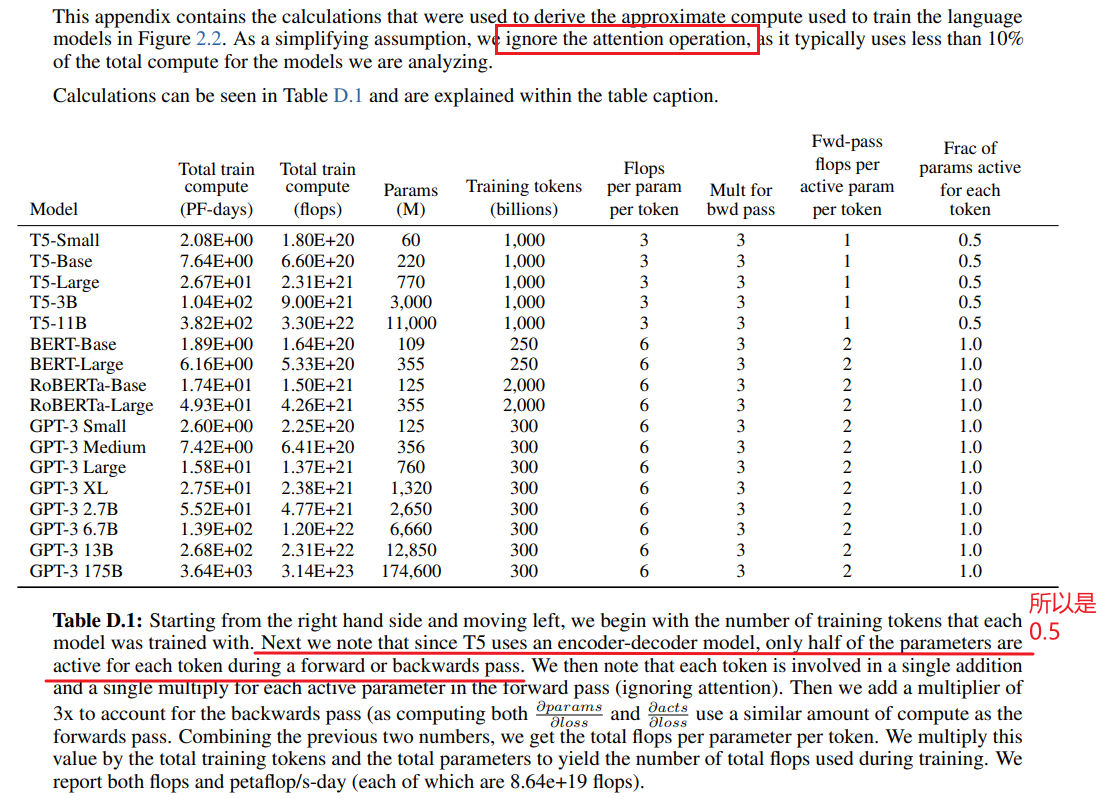 This appendix contains the calculations that were used to derive the approximate compute used to train the language
models in Figure 2.2. As a simplifying assumption, we ignore the attention operation, as it typically uses less than 10%
of the total compute for the models we are analyzing.
Calculations can be seen in Table D.1 and are explained within the table caption.
Model Total train compute (PF-days) Total train compute (flops) Params (M) Training tokens (billions) Flops per param per token Mult for bwd pass Fwd-pass flops per active param per token Frac of params active for each token
T5-Small 2.08E+00 1.80E+20 60 1,000 3 3 1 0.5
T5-Base 7.64E+00 6.60E+20 220 1,000 3 3 1 0.5
T5-Large 2.67E+01 2.31E+21 770 1,000 3 3 1 0.5
T5-3B 1.04E+02 9.00E+21 3,000 1,000 3 3 1 0.5
T5-11B 3.82E+02 3.30E+22 11,000 1,000 3 3 1 0.5
BERT-Base 1.89E+00 1.64E+20 109 250 6 3 2 1.0
BERT-Large 6.16E+00 5.33E+20 355 250 6 3 2 1.0
RoBERTa-Base 1.74E+01 1.50E+21 125 2,000 6 3 2 1.0
RoBERTa-Large 4.93E+01 4.26E+21 355 2,000 6 3 2 1.0
GPT-3 Small 2.60E+00 2.25E+20 125 300 6 3 2 1.0
GPT-3 Medium 7.42E+00 6.41E+20 356 300 6 3 2 1.0
GPT-3 Large 1.58E+01 1.37E+21 760 300 6 3 2 1.0
GPT-3 XL 2.75E+01 2.38E+21 1,320 300 6 3 2 1.0
GPT-3 2.7B 5.52E+01 4.77E+21 2,650 300 6 3 2 1.0
GPT-3 6.7B 1.39E+02 1.20E+22 6,660 300 6 3 2 1.0
GPT-3 13B 2.68E+02 2.31E+22 12,850 300 6 3 2 1.0
GPT-3 175B 3.64E+03 3.14E+23 174,600 300 6 3 2 1.0
Table D.1: Starting from the right hand side and moving left, we begin with the number of training tokens that each
model was trained with. Next we note that since T5 uses an encoder-decoder model, only half of the parameters are
active for each token during a forward or backwards pass. We then note that each token is involved in a single addition
and a single multiply for each active parameter in the forward pass (ignoring attention). Then we add a multiplier of
3x to account for the backwards pass (as computing both ∂params/∂loss and ∂acts/∂loss use a similar amount of compute as the
forwards pass. Combining the previous two numbers, we get the total flops per parameter per token. We multiply this
value by the total training tokens and the total parameters to yield the number of total flops used during training. We
report both flops and petaflop/s-day (each of which are 8.64e+19 flops).
所以是
0.5